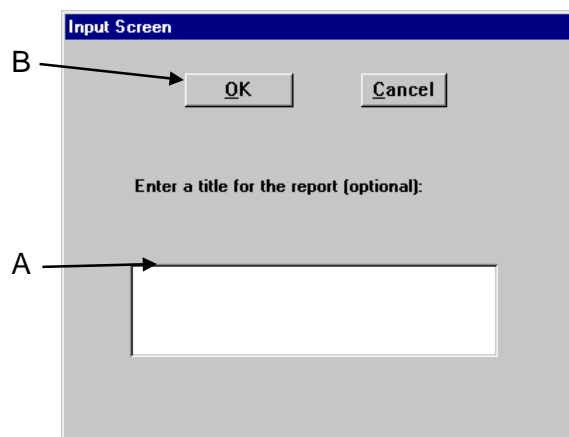 Input Screen
B
OK Cancel
Enter a title for the report (optional):
A